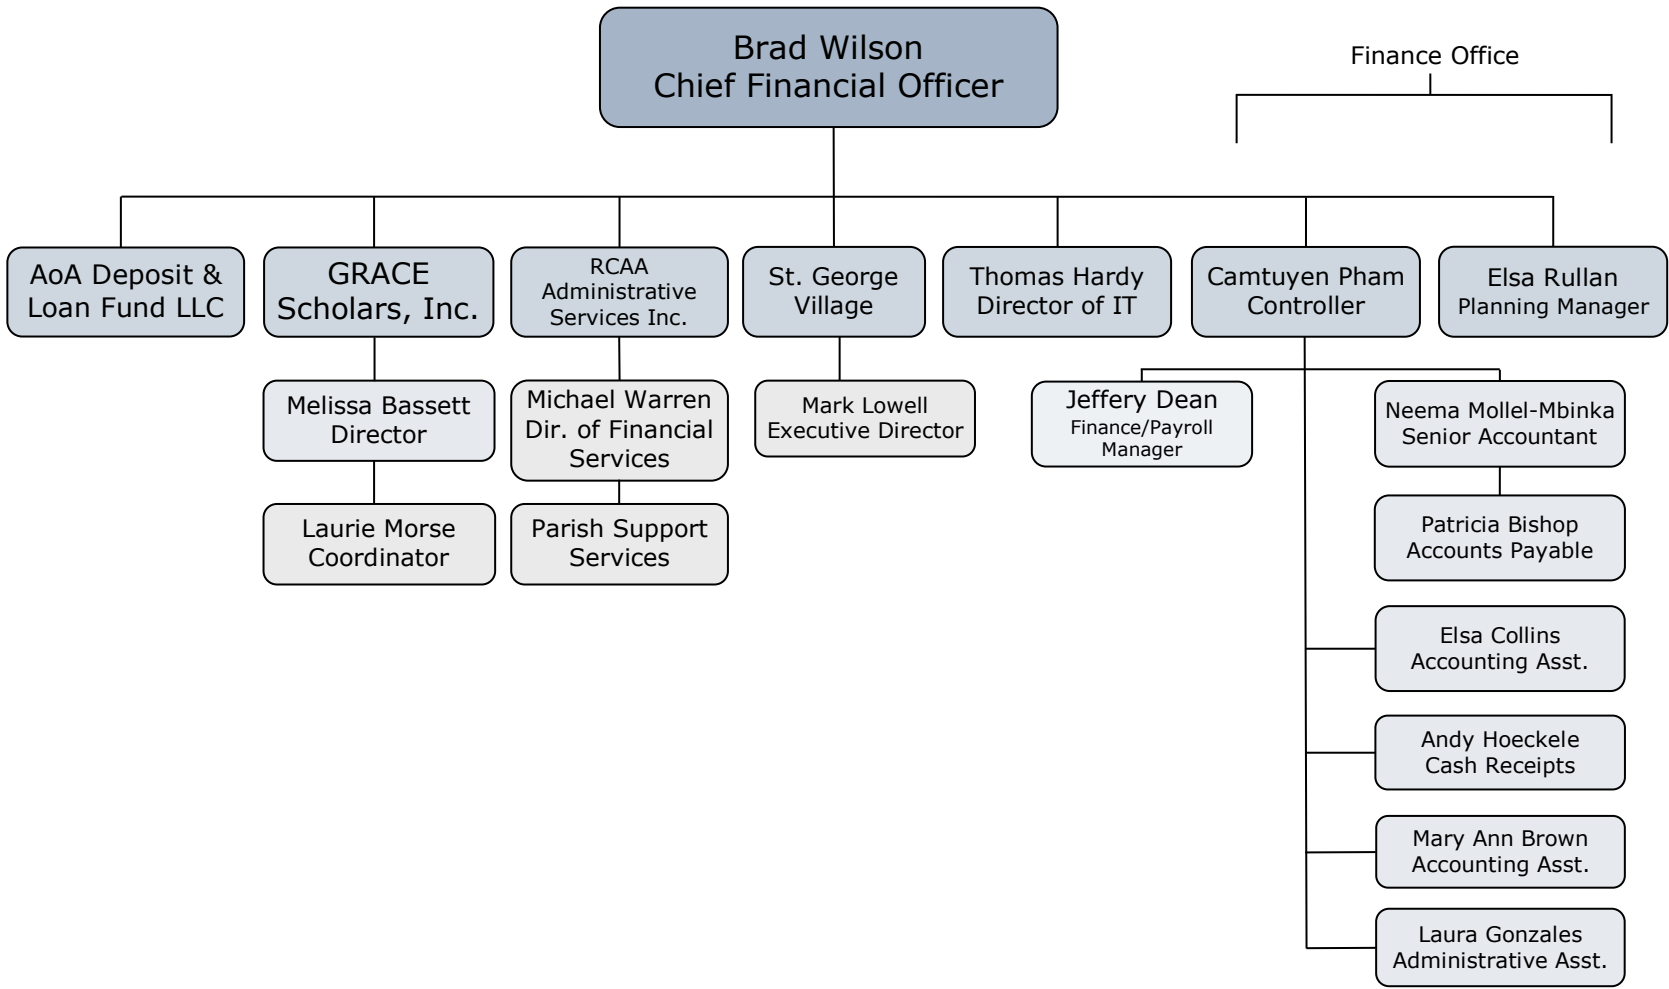 Brad Wilson
Chief Financial Officer
Finance Office
AoA Deposit &
Loan Fund LLC
GRACE
Scholars, Inc.
RCAA
Administrative
Services Inc.
St. George
Village
Thomas Hardy
Director of IT
Camtuyen Pham
Controller
Elsa Rullan
Planning Manager
Melissa Bassett
Director
Michael Warren
Dir. of Financial
Services
Mark Lowell
Executive Director
Jeffery Dean
Finance/Payroll
Manager
Neema Mollel-Mbinka
Senior Accountant
Laurie Morse
Coordinator
Parish Support
Services
Patricia Bishop
Accounts Payable
Elsa Collins
Accounting Asst.
Andy Hoeckele
Cash Receipts
Mary Ann Brown
Accounting Asst.
Laura Gonzales
Administrative Asst.